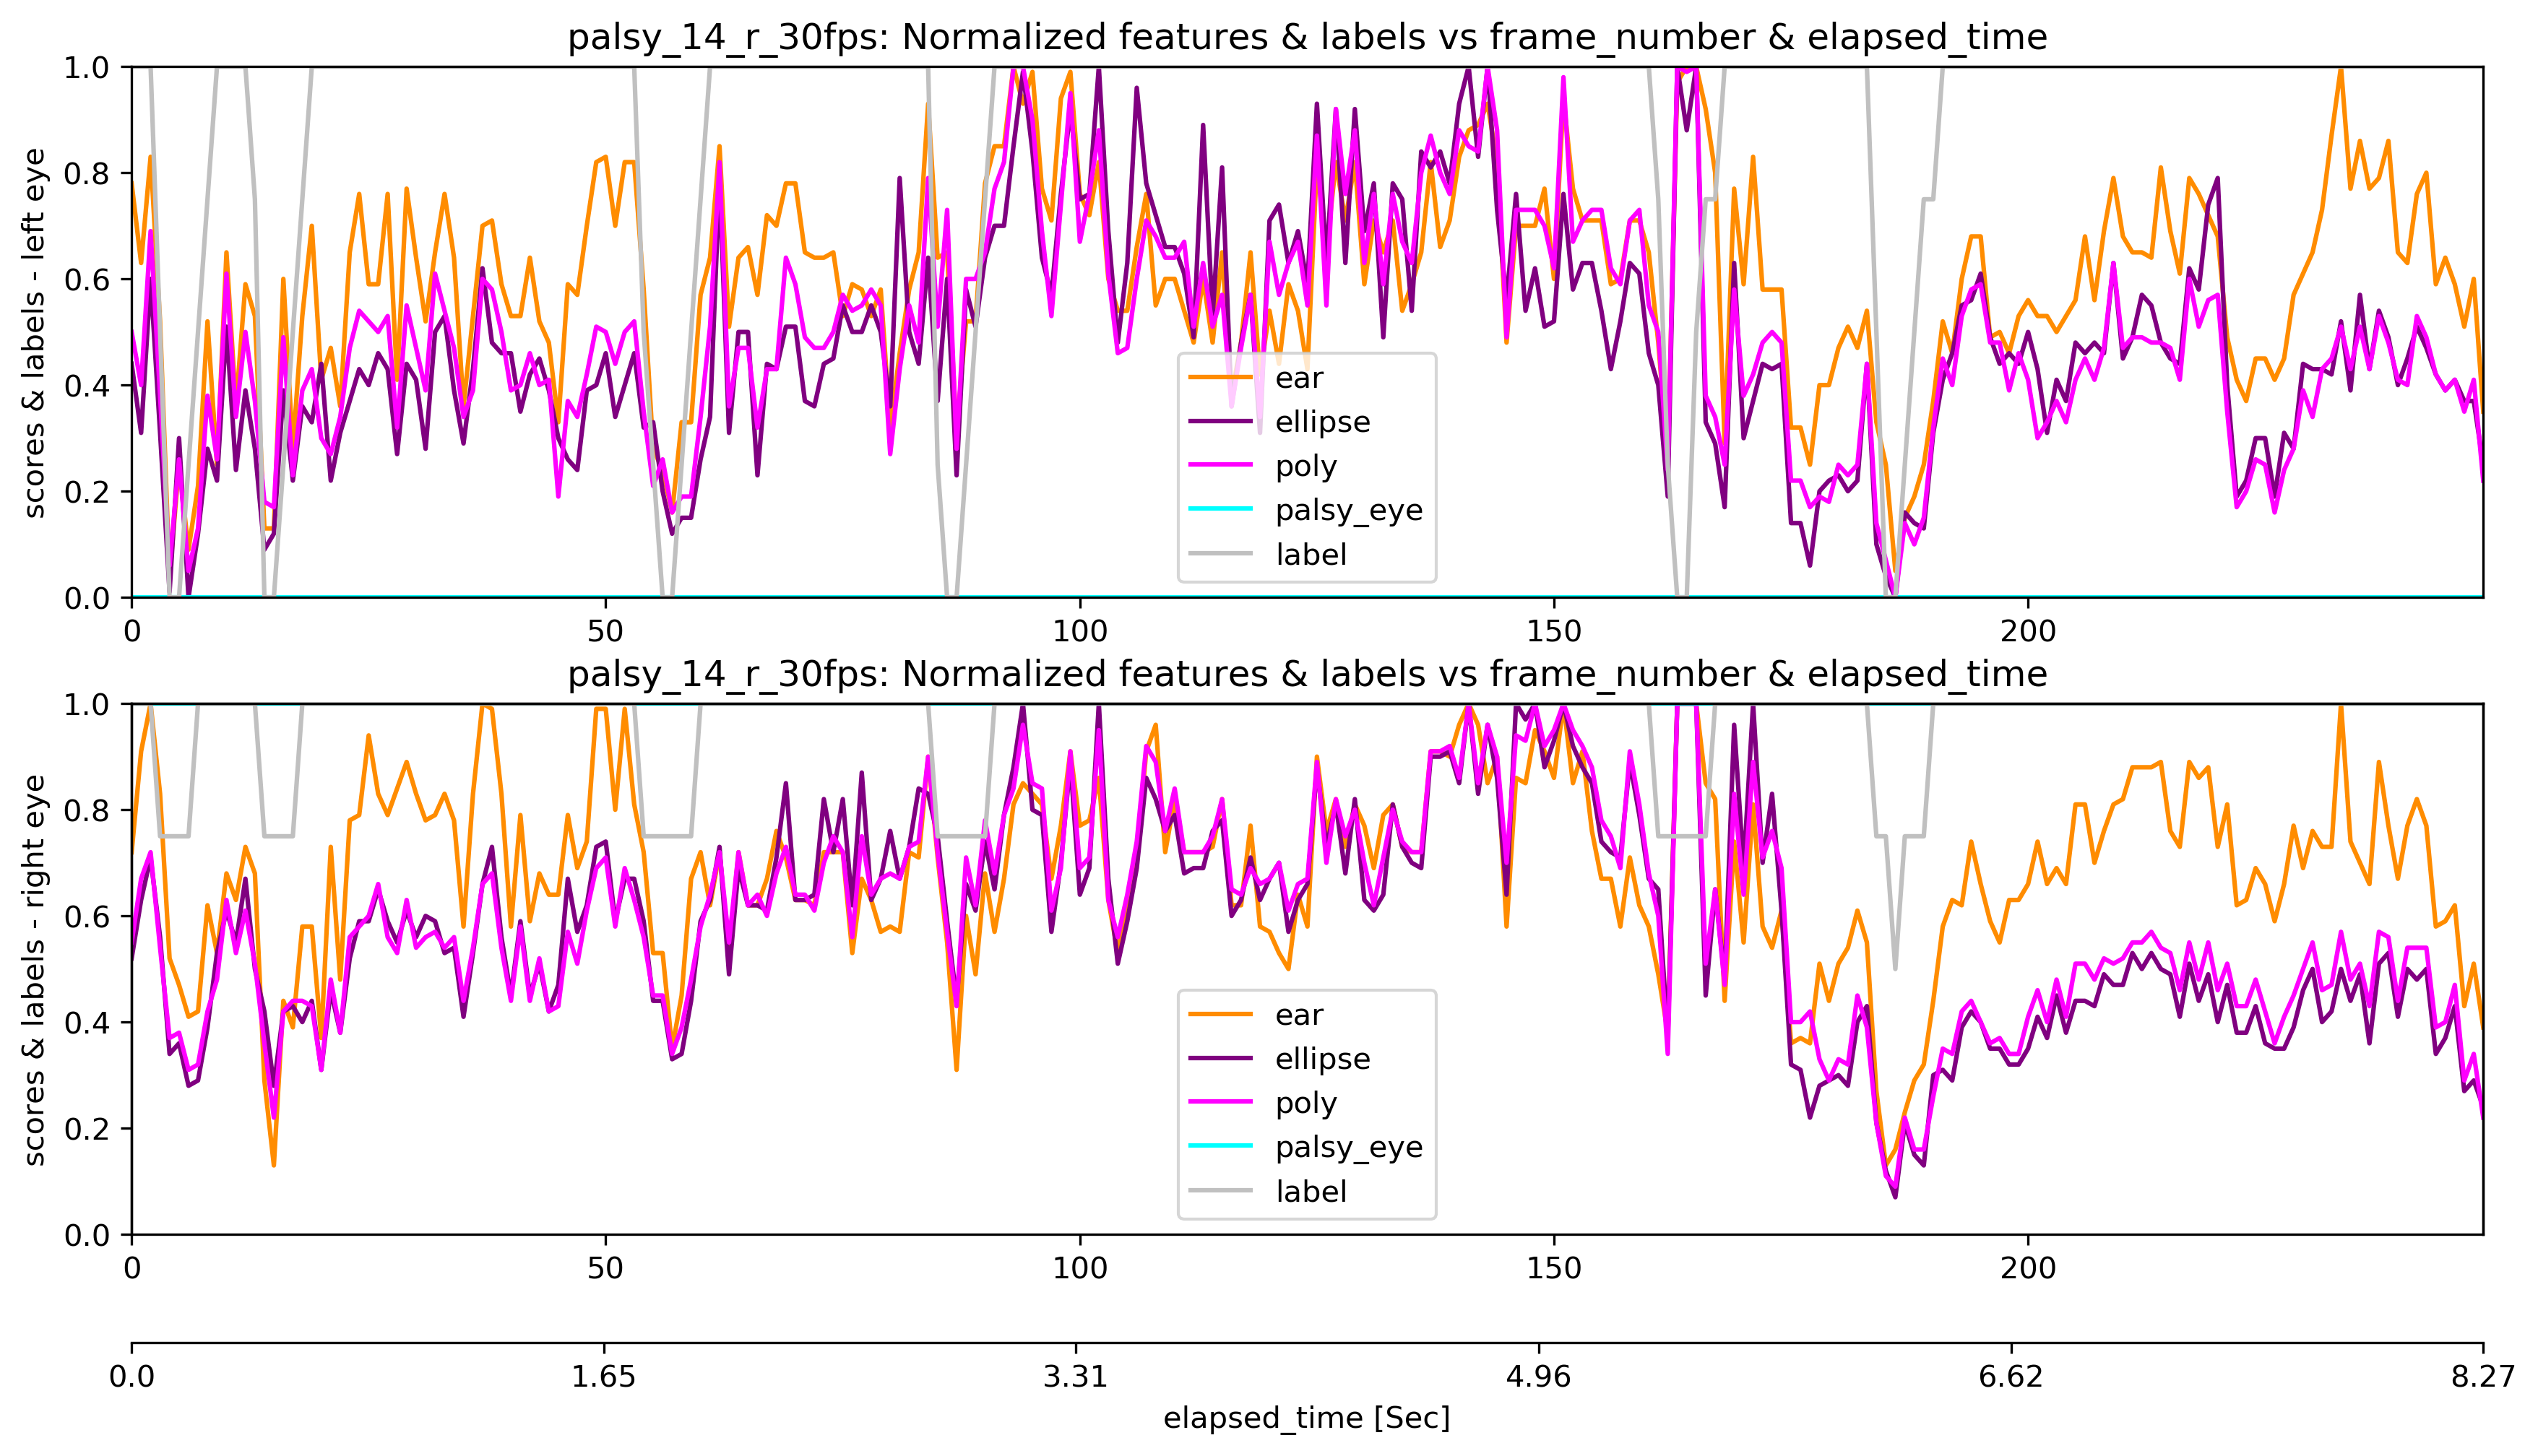 palsy_14_r_30fps: Normalized features & labels vs frame_number & elapsed_time
scores & labels - left eye
1.0
0.8
0.6
0.4
0.2
0.0
ear
ellipse
poly
palsy_eye
label
0 50 100 150 200
palsy_14_r_30fps: Normalized features & labels vs frame_number & elapsed_time
scores & labels - right eye
1.0
0.8
0.6
0.4
0.2
0.0
ear
ellipse
poly
palsy_eye
label
0 50 100 150 200
0.0 1.65 3.31 4.96 6.62 8.27
elapsed_time [Sec]